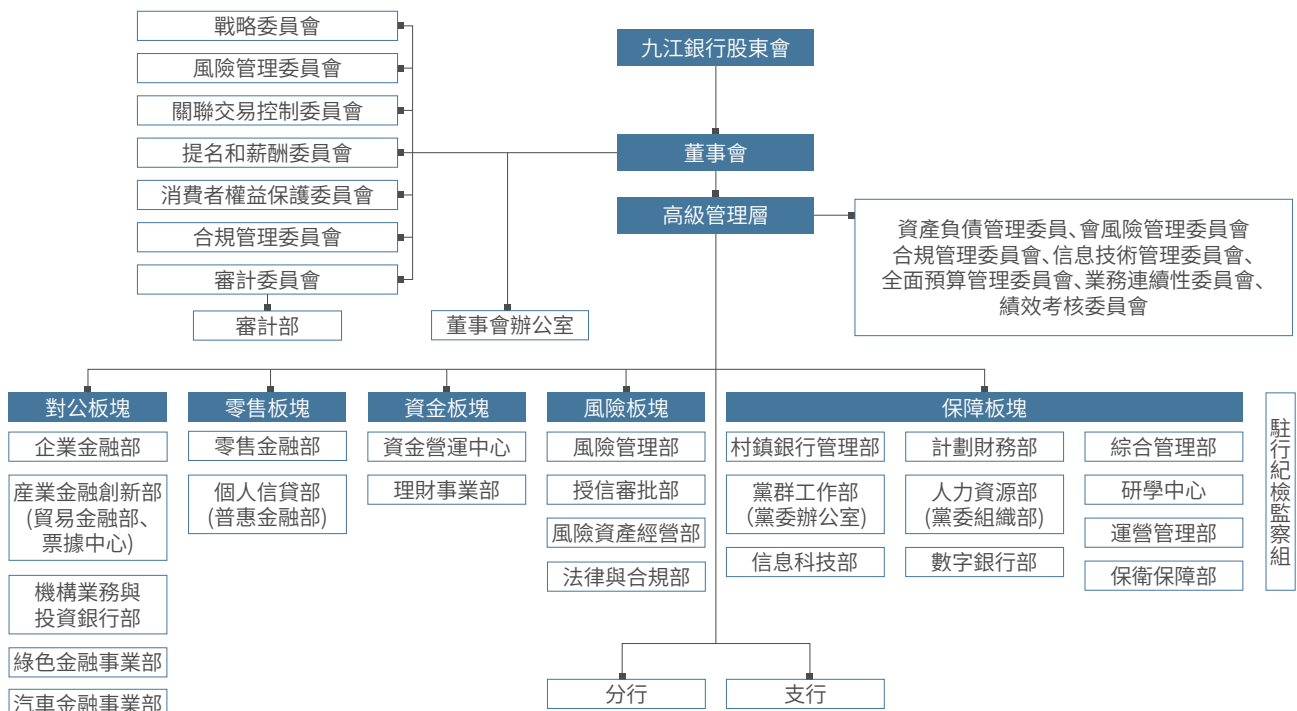 戰略委員會
風險管理委員會
關聯交易控制委員會
提名和薪酬委員會
消費者權益保護委員會
合規管理委員會
審計委員會
審計部
董事會辦公室
九江銀行股東會
董事會
高級管理層
資產負債管理委員、會風險管理委員會
合規管理委員會、信息技術管理委員會、
全面預算管理委員會、業務連續性委員會、
績效考核委員會
對公板塊
企業金融部
産業金融創新部
(貿易金融部、
票據中心)
機構業務與
投資銀行部
綠色金融事業部
汽車金融事業部
零售板塊
零售金融部
個人信貸部
(普惠金融部)
資金板塊
資金營運中心
理財事業部
風險板塊
風險管理部
授信審批部
風險資產經營部
法律與合規部
保障板塊
村鎮銀行管理部
黨群工作部
(黨委辦公室)
信息科技部
計劃財務部
人力資源部
(黨委組織部)
數字銀行部
綜合管理部
研學中心
運營管理部
保衛保障部
駐行紀檢監察組
分行
支行